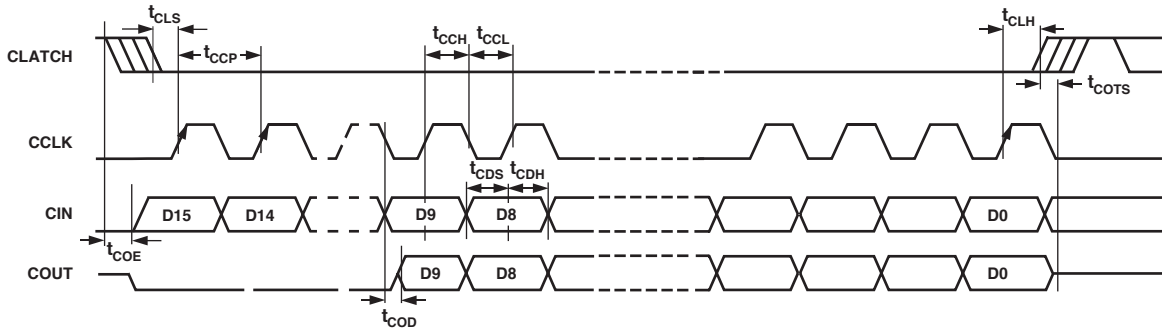 tCLS
tCCP
tCCH
tCCL
tCLH
CLATCH
tCOTS
CCLK
tCDS
tCDH
CIN
D15
D14
D9
D8
D0
tCOE
COUT
D9
D8
D0
tCOD